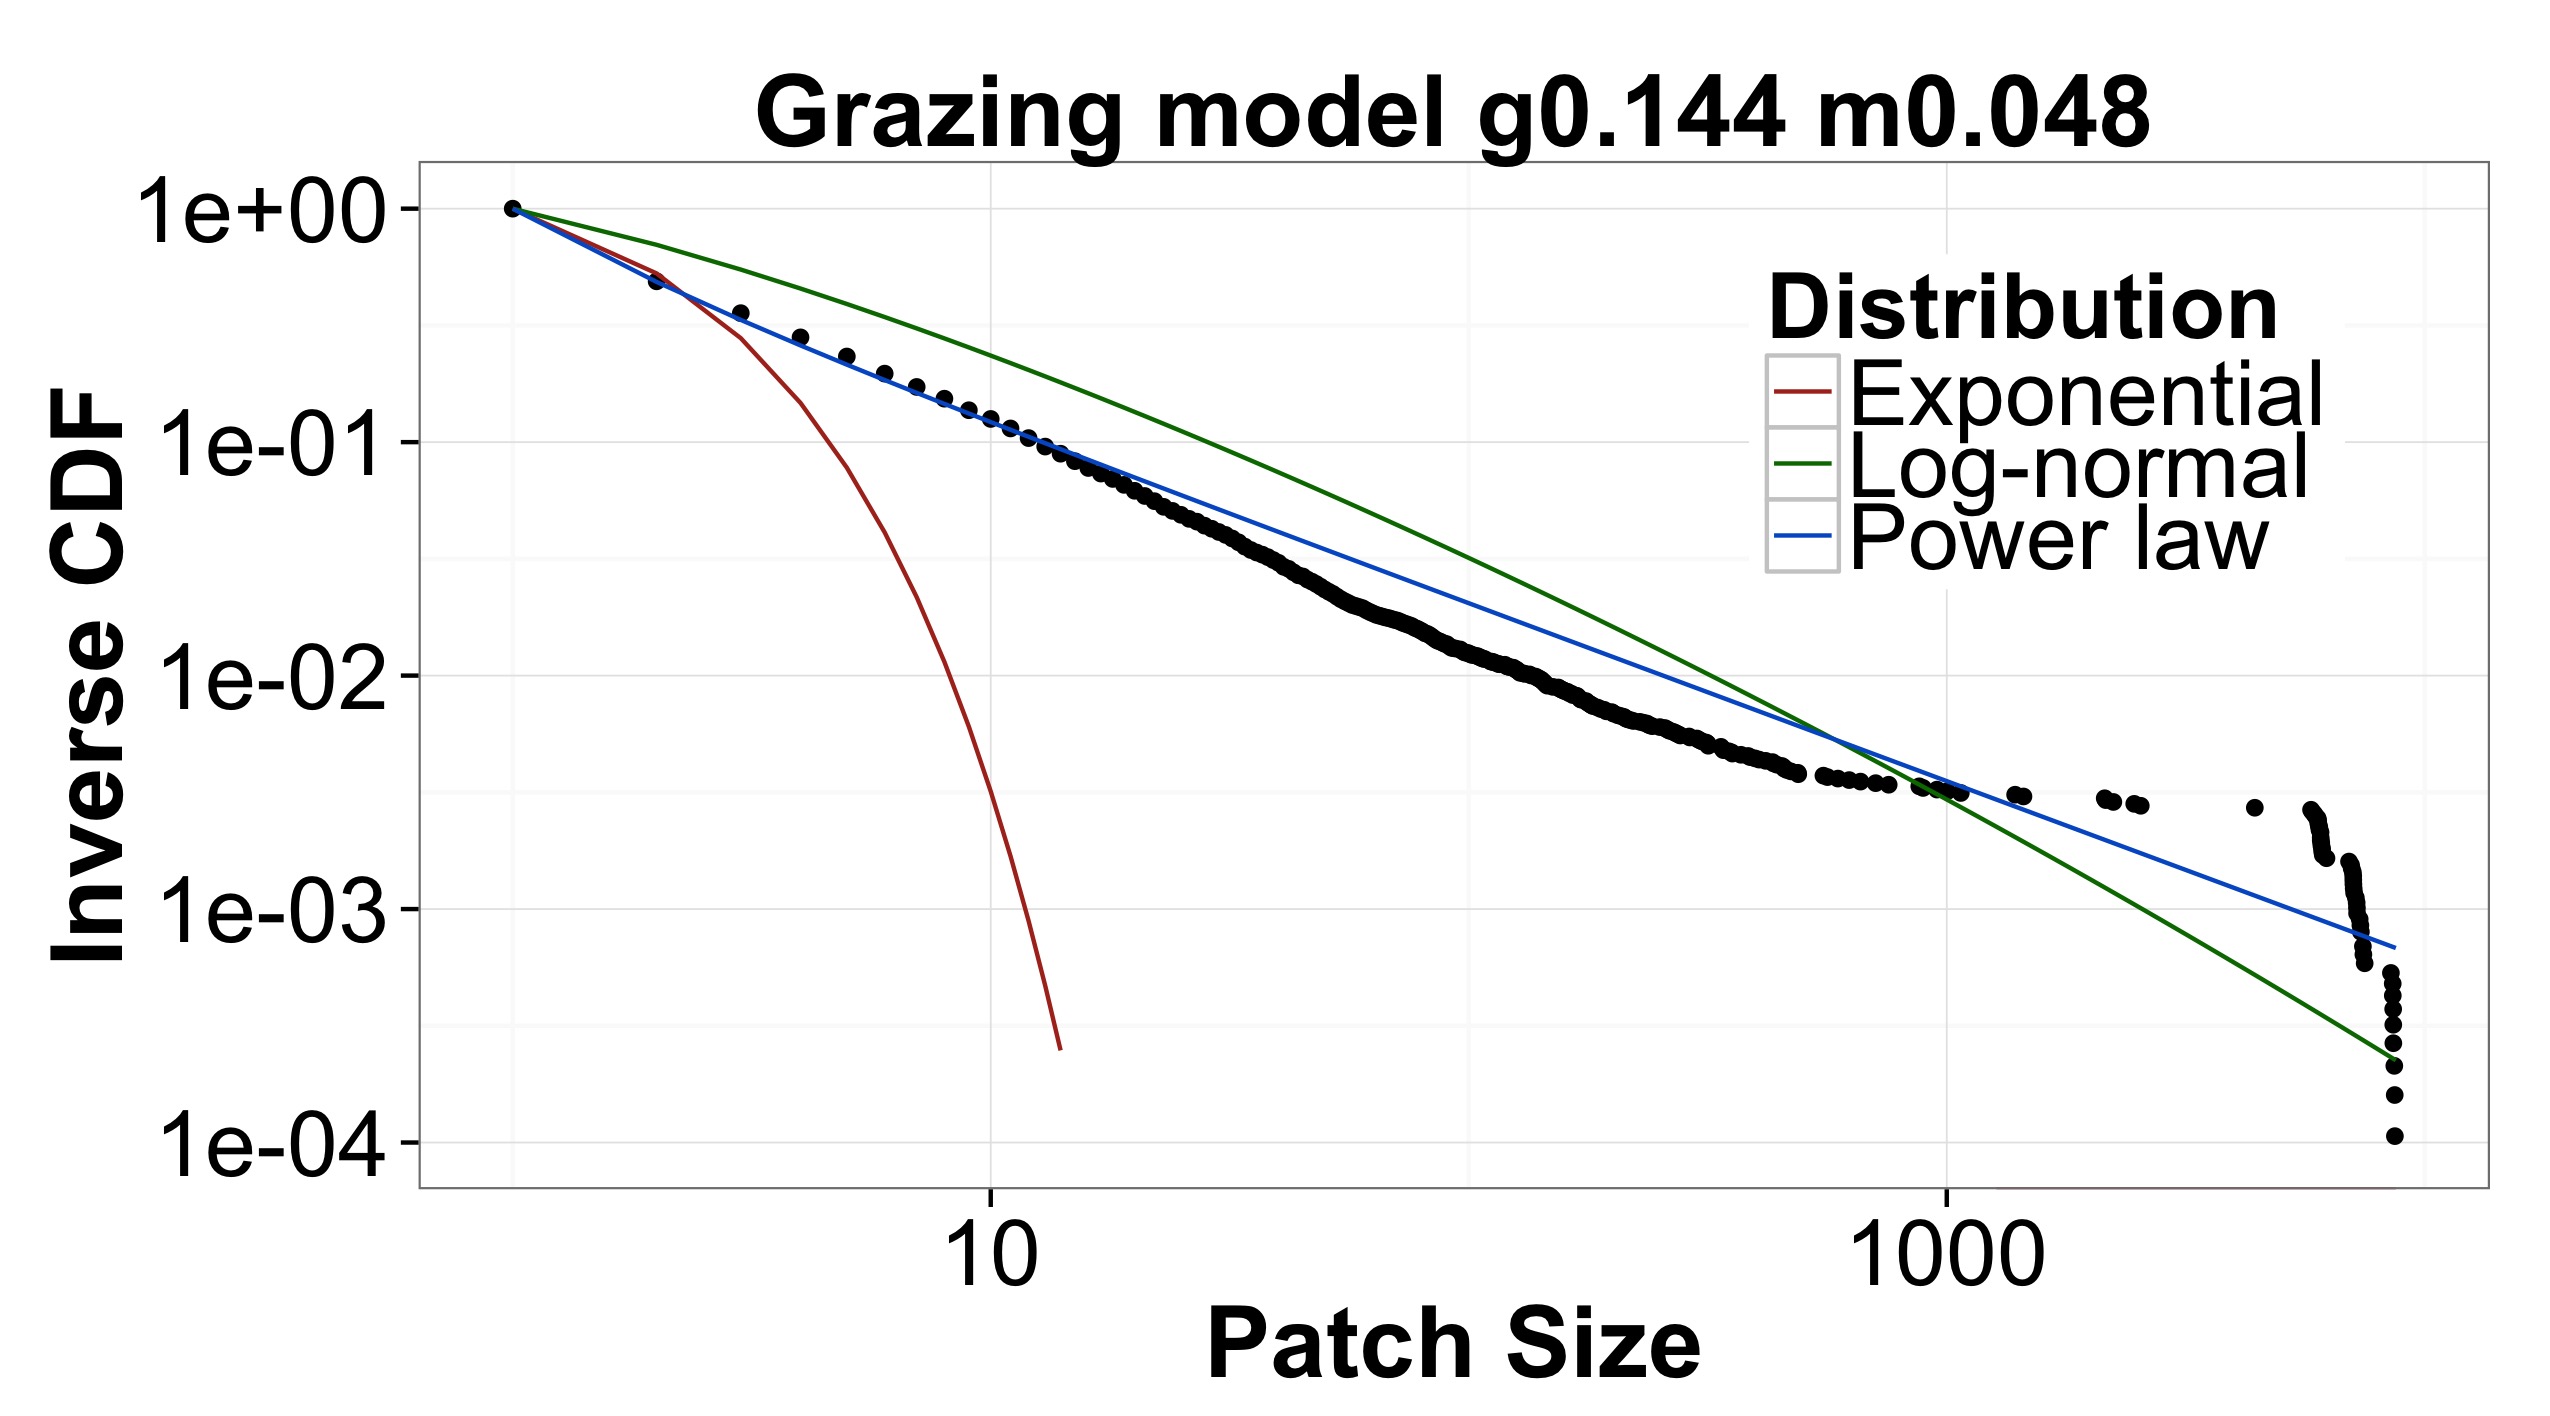 Grazing model g0.144 m0.048
Inverse CDF
1e+00
1e-01
1e-02
1e-03
1e-04
Distribution
Exponential
Log-normal
Power law
10
1000
Patch Size